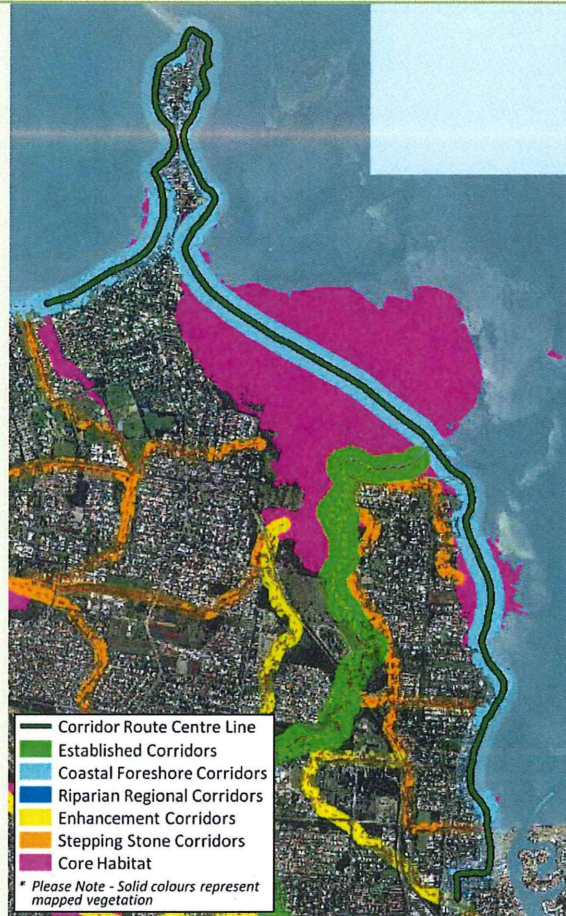 Corridor Route Centre Line
Established Corridors
Coastal Foreshore Corridors
Riparian Regional Corridors
Enhancement Corridors
Stepping Stone Corridors
Core Habitat
* Please Note - Solid colours represent
mapped vegetation